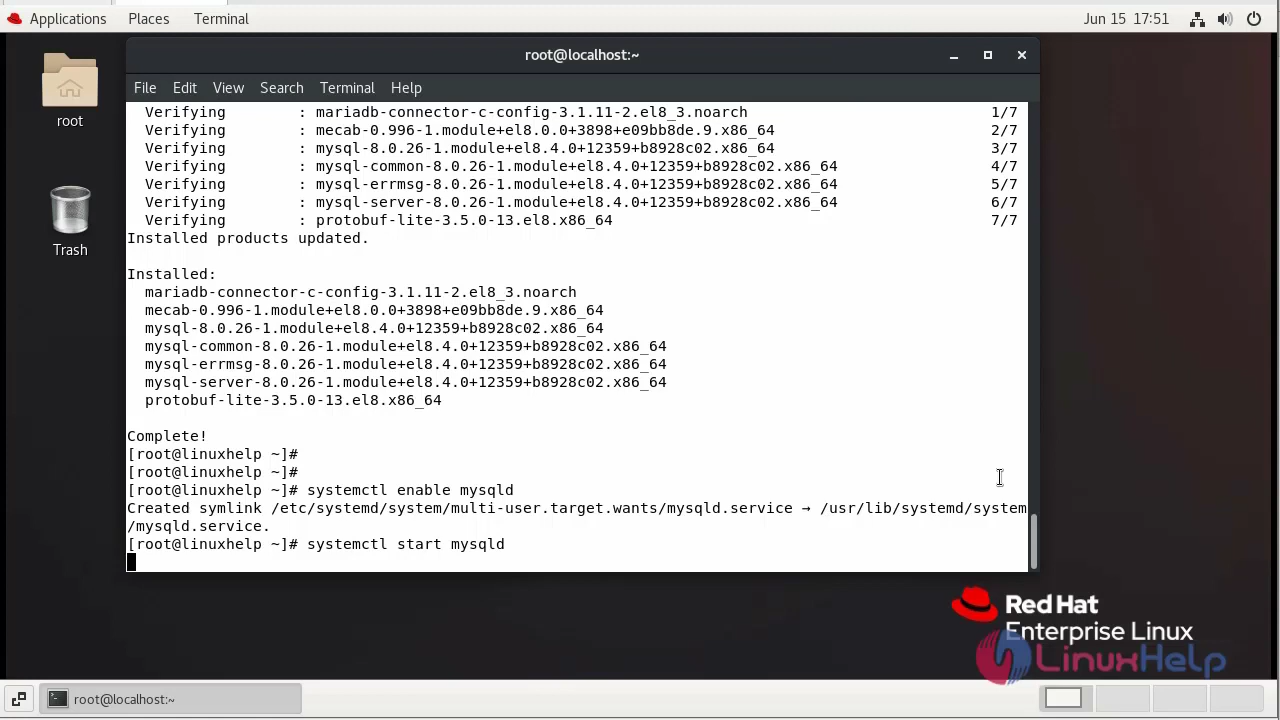 Applications Places Terminal Jun 15 17:51
root@localhost:~
File Edit View Search Terminal Help
root
Trash
Verifying : mariadb-connector-c-config-3.1.11-2.el8_3.noarch 1/7
Verifying : mecab-0.996-1.module+el8.0.0+3898+e09bb8de.9.x86_64 2/7
Verifying : mysql-8.0.26-1.module+el8.4.0+12359+b8928c02.x86_64 3/7
Verifying : mysql-common-8.0.26-1.module+el8.4.0+12359+b8928c02.x86_64 4/7
Verifying : mysql-errmsg-8.0.26-1.module+el8.4.0+12359+b8928c02.x86_64 5/7
Verifying : mysql-server-8.0.26-1.module+el8.4.0+12359+b8928c02.x86_64 6/7
Verifying : protobuf-lite-3.5.0-13.el8.x86_64 7/7
Installed products updated.
Installed:
mariadb-connector-c-config-3.1.11-2.el8_3.noarch
mecab-0.996-1.module+el8.0.0+3898+e09bb8de.9.x86_64
mysql-8.0.26-1.module+el8.4.0+12359+b8928c02.x86_64
mysql-common-8.0.26-1.module+el8.4.0+12359+b8928c02.x86_64
mysql-errmsg-8.0.26-1.module+el8.4.0+12359+b8928c02.x86_64
mysql-server-8.0.26-1.module+el8.4.0+12359+b8928c02.x86_64
protobuf-lite-3.5.0-13.el8.x86_64
Complete!
[root@linuxhelp ~]#
[root@linuxhelp ~]#
[root@linuxhelp ~]# systemctl enable mysqld
Created symlink /etc/systemd/system/multi-user.target.wants/mysqld.service → /usr/lib/systemd/system
/mysqld.service.
[root@linuxhelp ~]# systemctl start mysqld
Red Hat
Enterprise Linux
LinuxHelp
root@localhost:~